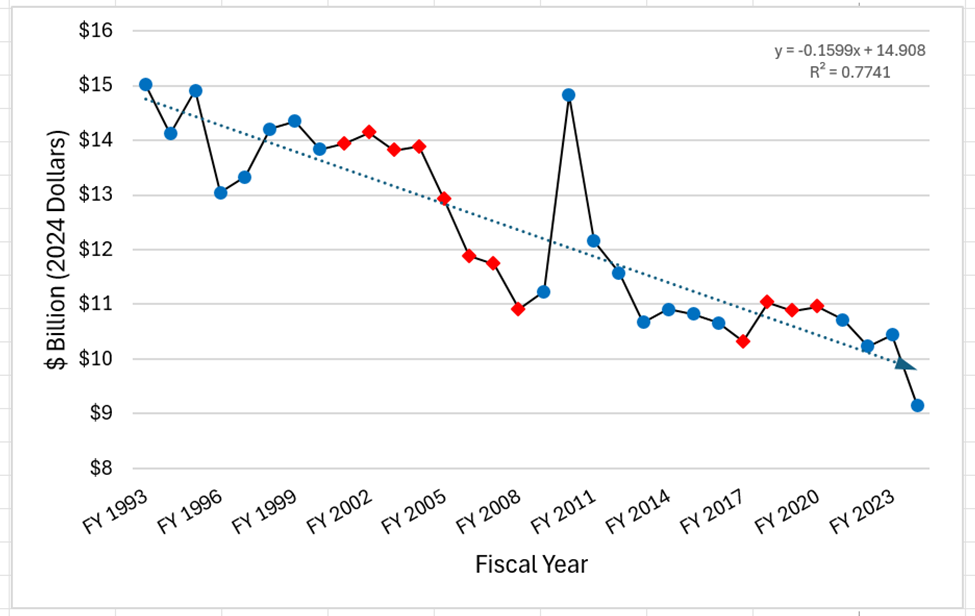 $16
y = -0.1599x + 14.908
R² = 0.7741
$15
$14
$13
$12
$11
$10
$9
$8
$ Billion (2024 Dollars)
FY 1993
FY 1996
FY 1999
FY 2002
FY 2005
FY 2008
FY 2011
FY 2014
FY 2017
FY 2020
FY 2023
Fiscal Year